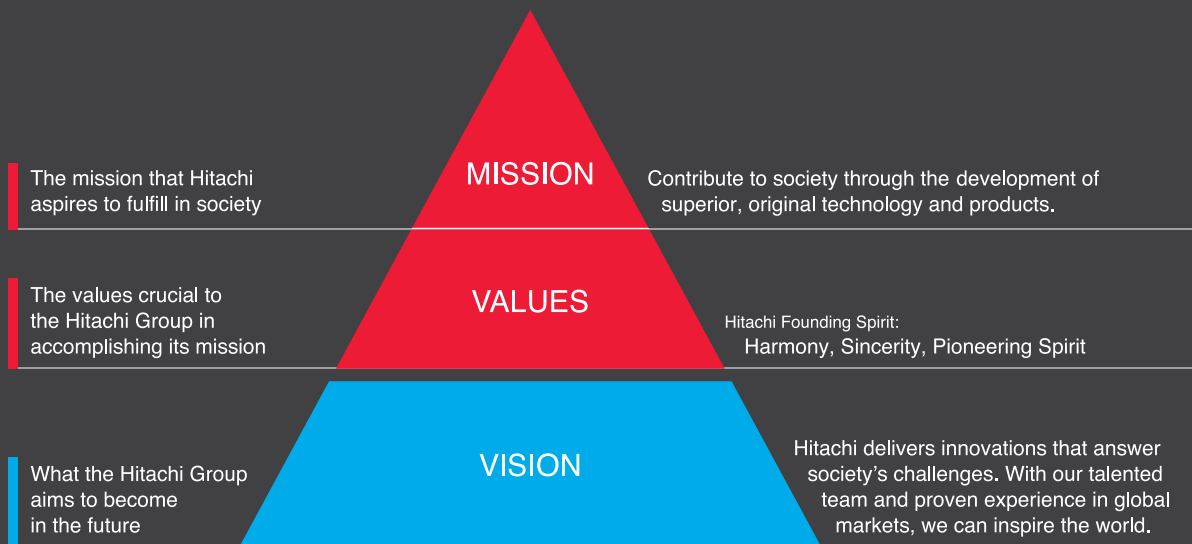 The mission that Hitachi
aspires to fulfill in society
MISSION
Contribute to society through the development of
superior, original technology and products.
The values crucial to
the Hitachi Group in
accomplishing its mission
VALUES
Hitachi Founding Spirit:
Harmony, Sincerity, Pioneering Spirit
What the Hitachi Group
aims to become
in the future
VISION
Hitachi delivers innovations that answer
society’s challenges. With our talented
team and proven experience in global
markets, we can inspire the world.